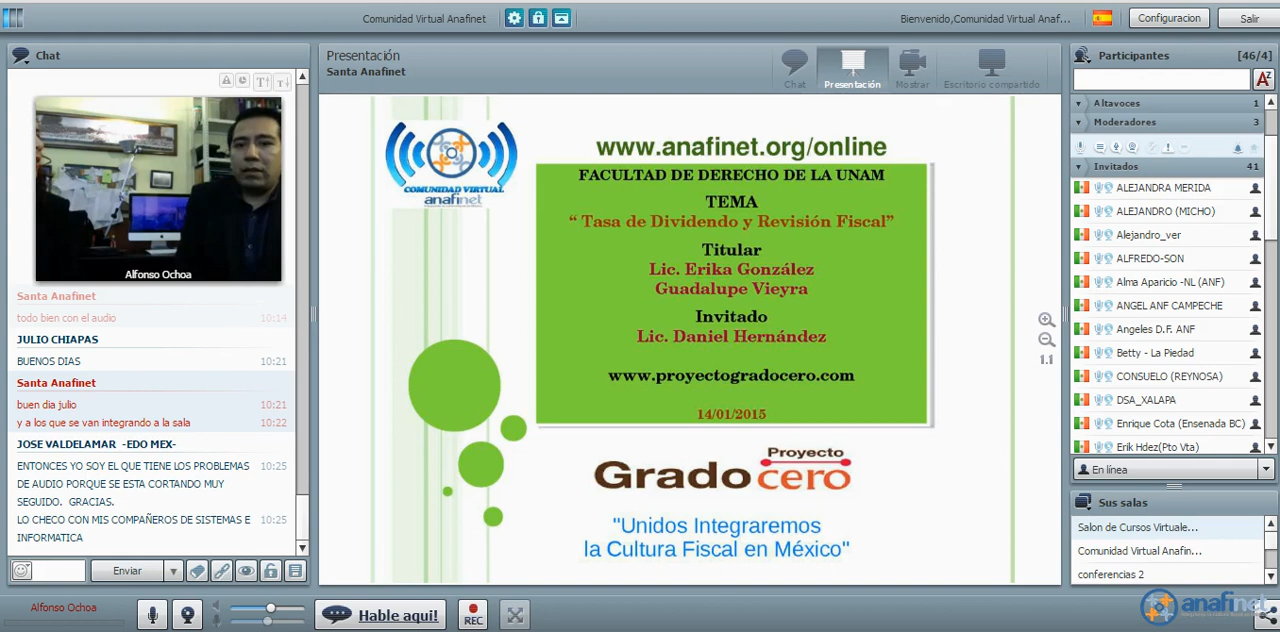 Comunidad Virtual Anafinet
Bienvenido,Comunidad Virtual Anaf...
Configuracion
Salir
Chat
Alfonso Ochoa
Santa Anafinet
todo bien con el audio 10:14
JULIO CHIAPAS
BUENOS DIAS 10:21
Santa Anafinet
buen dia julio 10:21
y a los que se van integrando a la sala 10:22
JOSE VALDELAMAR -EDO MEX-
ENTONCES YO SOY EL QUE TIENE LOS PROBLEMAS 10:25
DE AUDIO PORQUE SE ESTA CORTANDO MUY
SEGUIDO. GRACIAS.
LO CHECO CON MIS COMPAÑEROS DE SISTEMAS E 10:25
INFORMATICA
Enviar
Presentación
Santa Anafinet
Chat
Presentación
Mostrar
Escritorio compartido
COMUNIDAD VIRTUAL
anafinet
www.anafinet.org/online
FACULTAD DE DERECHO DE LA UNAM
TEMA
“ Tasa de Dividendo y Revisión Fiscal”
Titular
Lic. Erika González
Guadalupe Vieyra
Invitado
Lic. Daniel Hernández
www.proyectogradocero.com
14/01/2015
Proyecto
Grado cero
"Unidos Integraremos
la Cultura Fiscal en México"
1.1
Participantes [46/4]
AZ
Altavoces 1
Moderadores 3
Invitados 41
ALEJANDRA MERIDA
ALEJANDRO (MICHO)
Alejandro_ver
ALFREDO-SON
Alma Aparicio -NL (ANF)
ANGEL ANF CAMPECHE
Angeles D.F. ANF
Betty - La Piedad
CONSUELO (REYNOSA)
DSA_XALAPA
Enrique Cota (Ensenada BC)
Erik Hdez(Pto Vta)
En línea
Sus salas
Salon de Cursos Virtuale...
Comunidad Virtual Anafin...
conferencias 2
Alfonso Ochoa
Hable aqui!
REC
anafinet